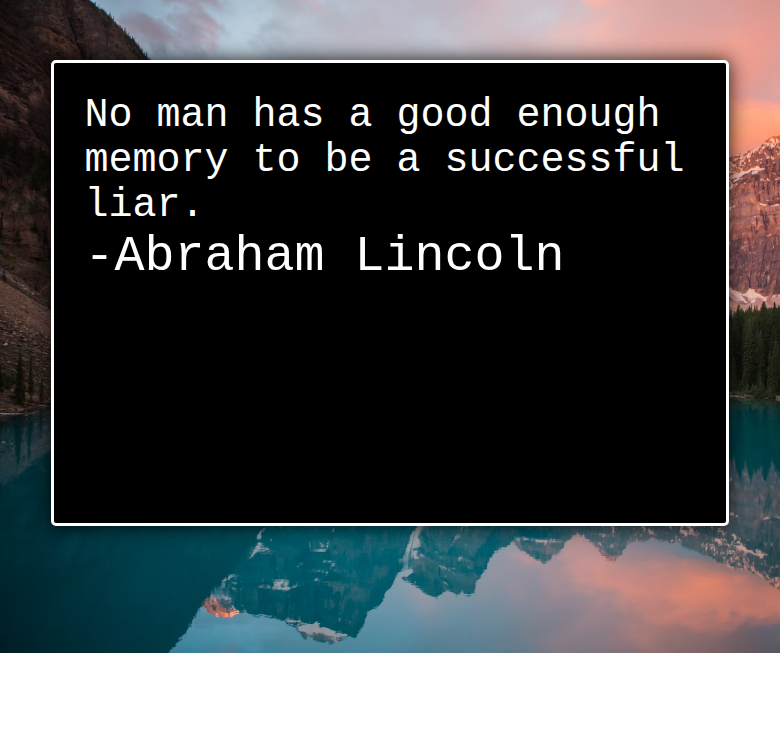 No man has a good enough
memory to be a successful
liar.
-Abraham Lincoln